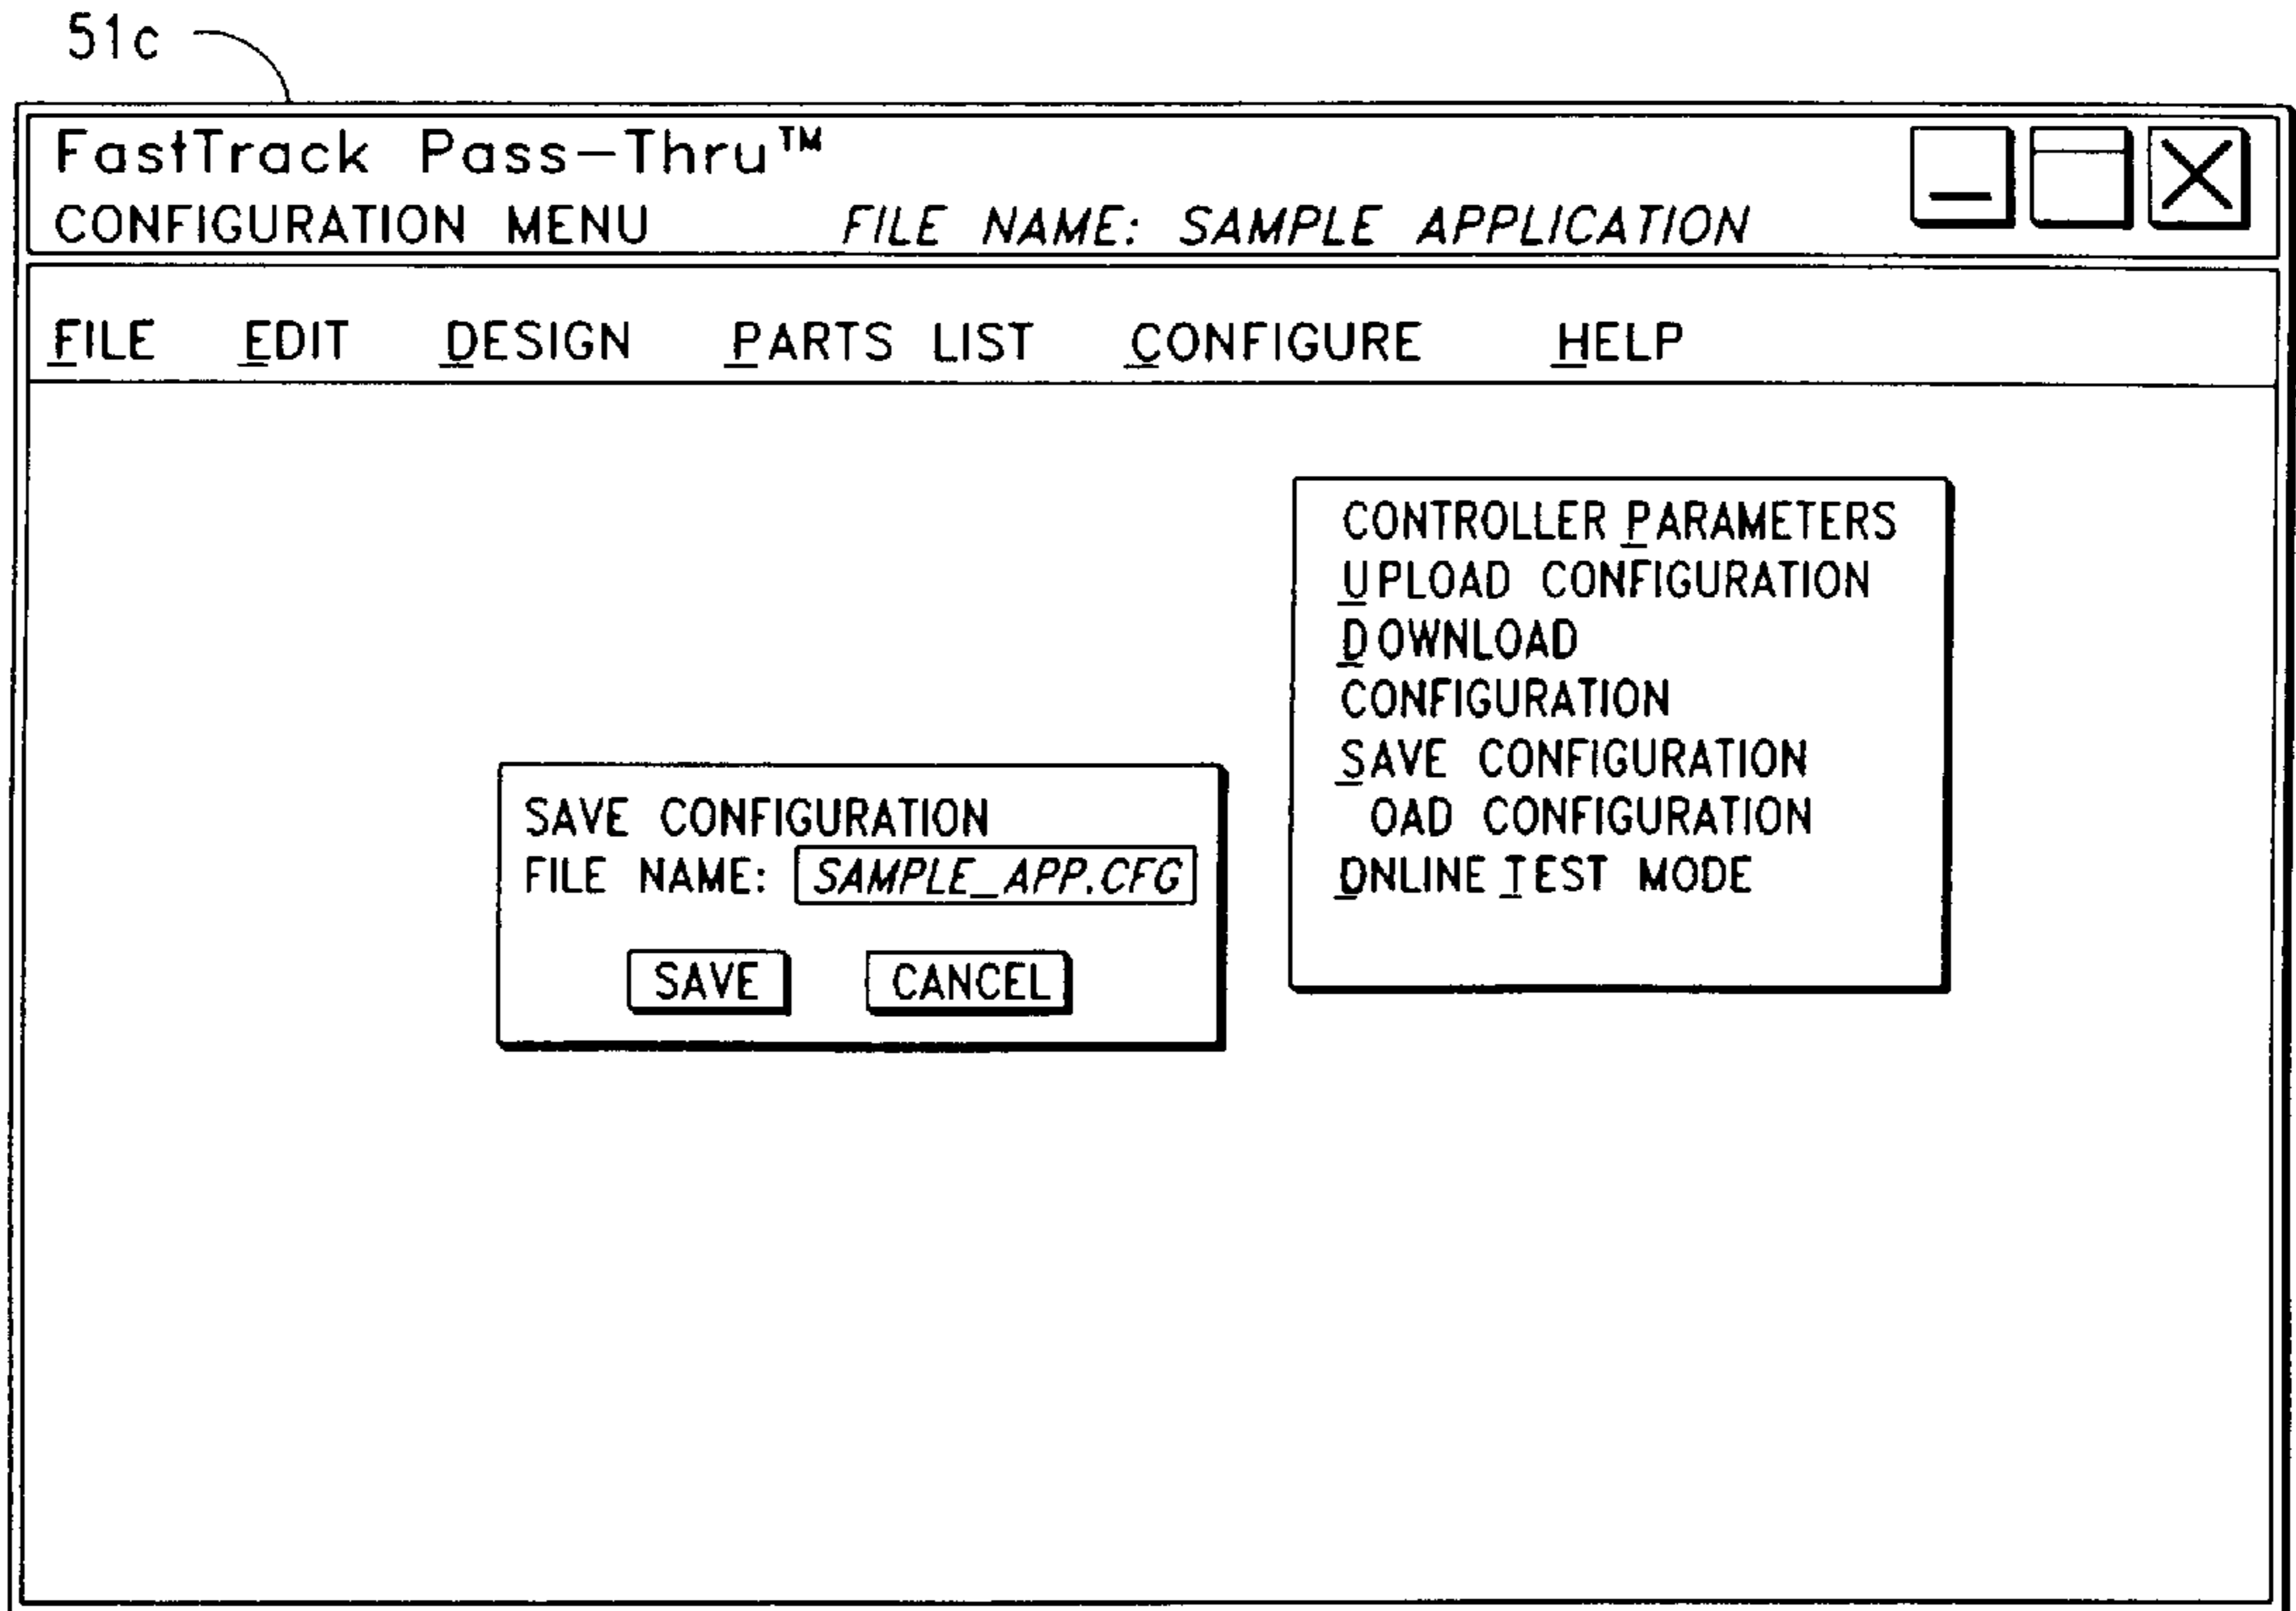 51c
FastTrack Pass-Thru™
CONFIGURATION MENU FILE NAME: SAMPLE APPLICATION
FILE EDIT DESIGN PARTS LIST CONFIGURE HELP
CONTROLLER PARAMETERS
UPLOAD CONFIGURATION
DOWNLOAD
CONFIGURATION
SAVE CONFIGURATION
OAD CONFIGURATION
ONLINE TEST MODE
SAVE CONFIGURATION
FILE NAME: SAMPLE_APP.CFG
SAVE CANCEL